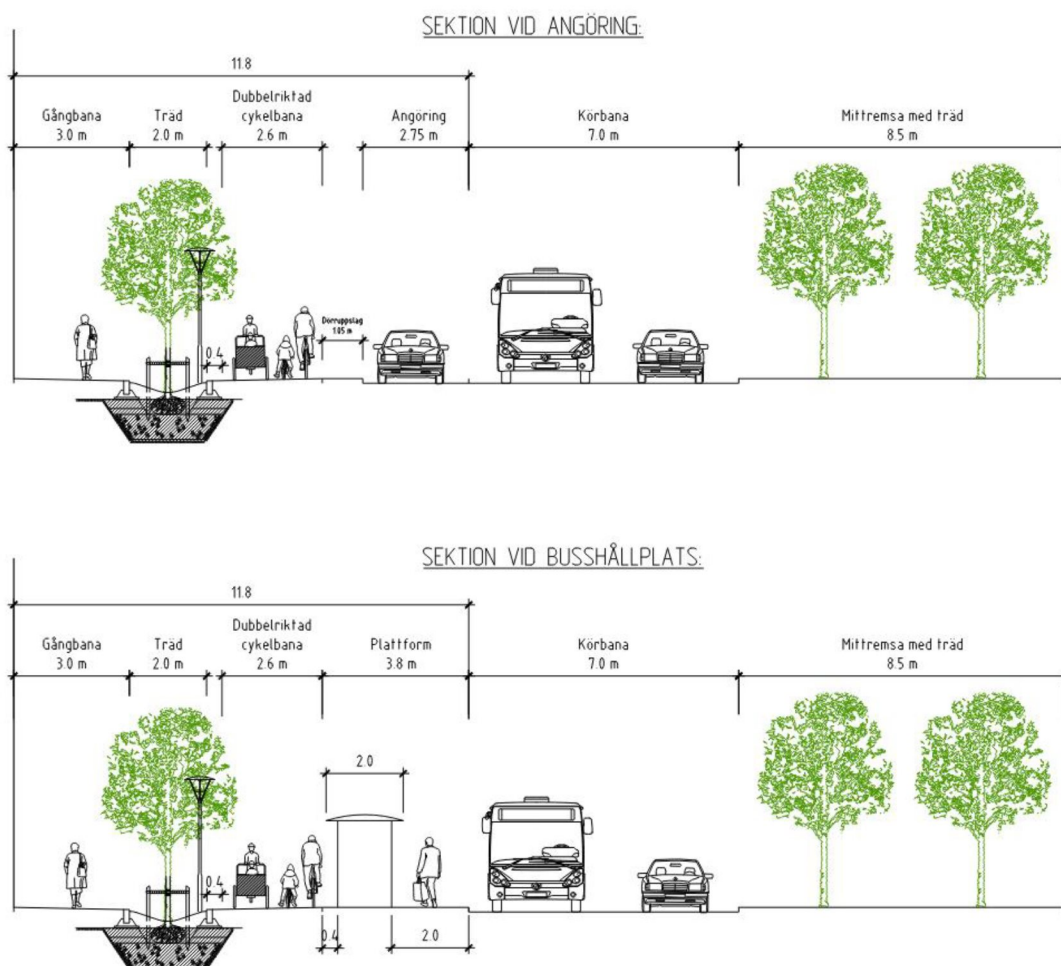 SEKTION VID ANGÖRING:
11.8
Gångbana
3.0 m
Träd
2.0 m
Dubbelriktad
cykelbana
2.6 m
Angöring
2.75 m
Körbana
7.0 m
Mittremsa med träd
8.5 m
0.4
Dörruppslag
1.05 m
SEKTION VID BUSSHÅLLPLATS:
11.8
Gångbana
3.0 m
Träd
2.0 m
Dubbelriktad
cykelbana
2.6 m
Plattform
3.8 m
Körbana
7.0 m
Mittremsa med träd
8.5 m
2.0
0.4
0.4
2.0